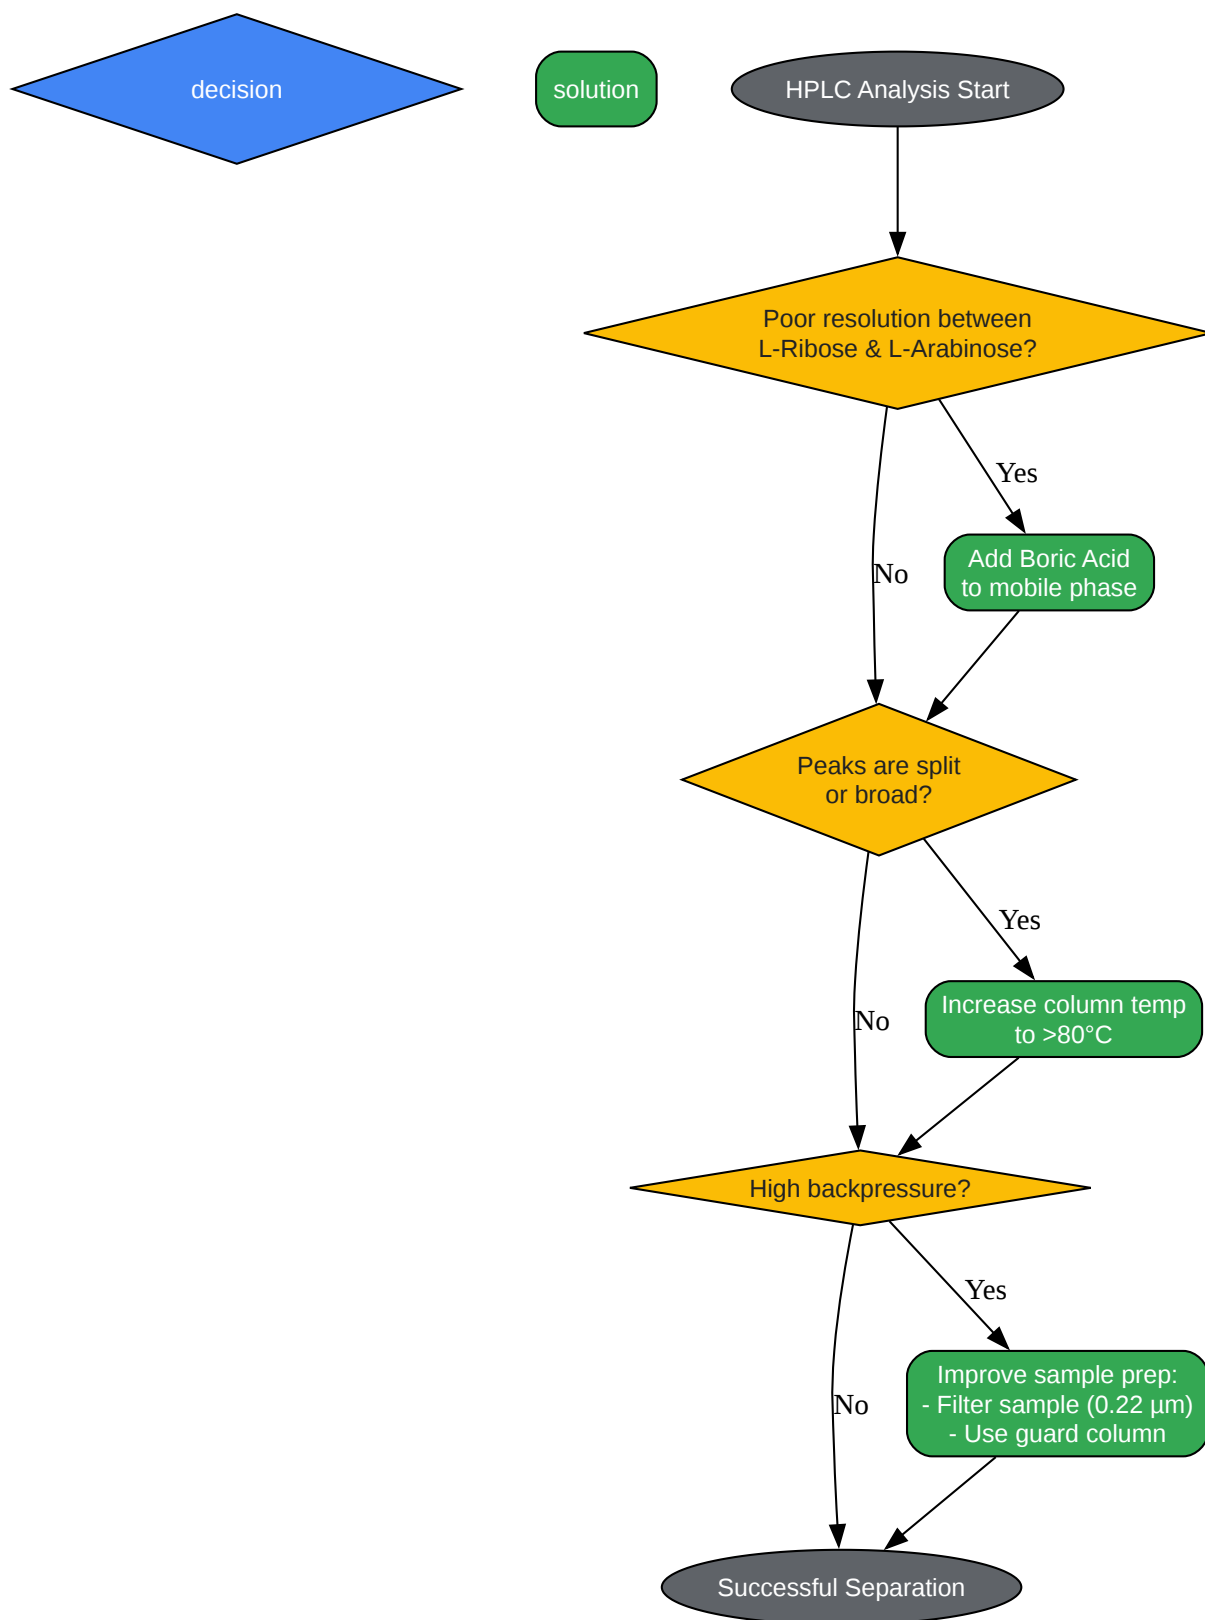 decision
solution
HPLC Analysis Start
Poor resolution between
L-Ribose & L-Arabinose?
Yes
Add Boric Acid
to mobile phase
No
Peaks are split
or broad?
Yes
Increase column temp
to >80°C
No
High backpressure?
Yes
Improve sample prep:
- Filter sample (0.22 µm)
- Use guard column
No
Successful Separation